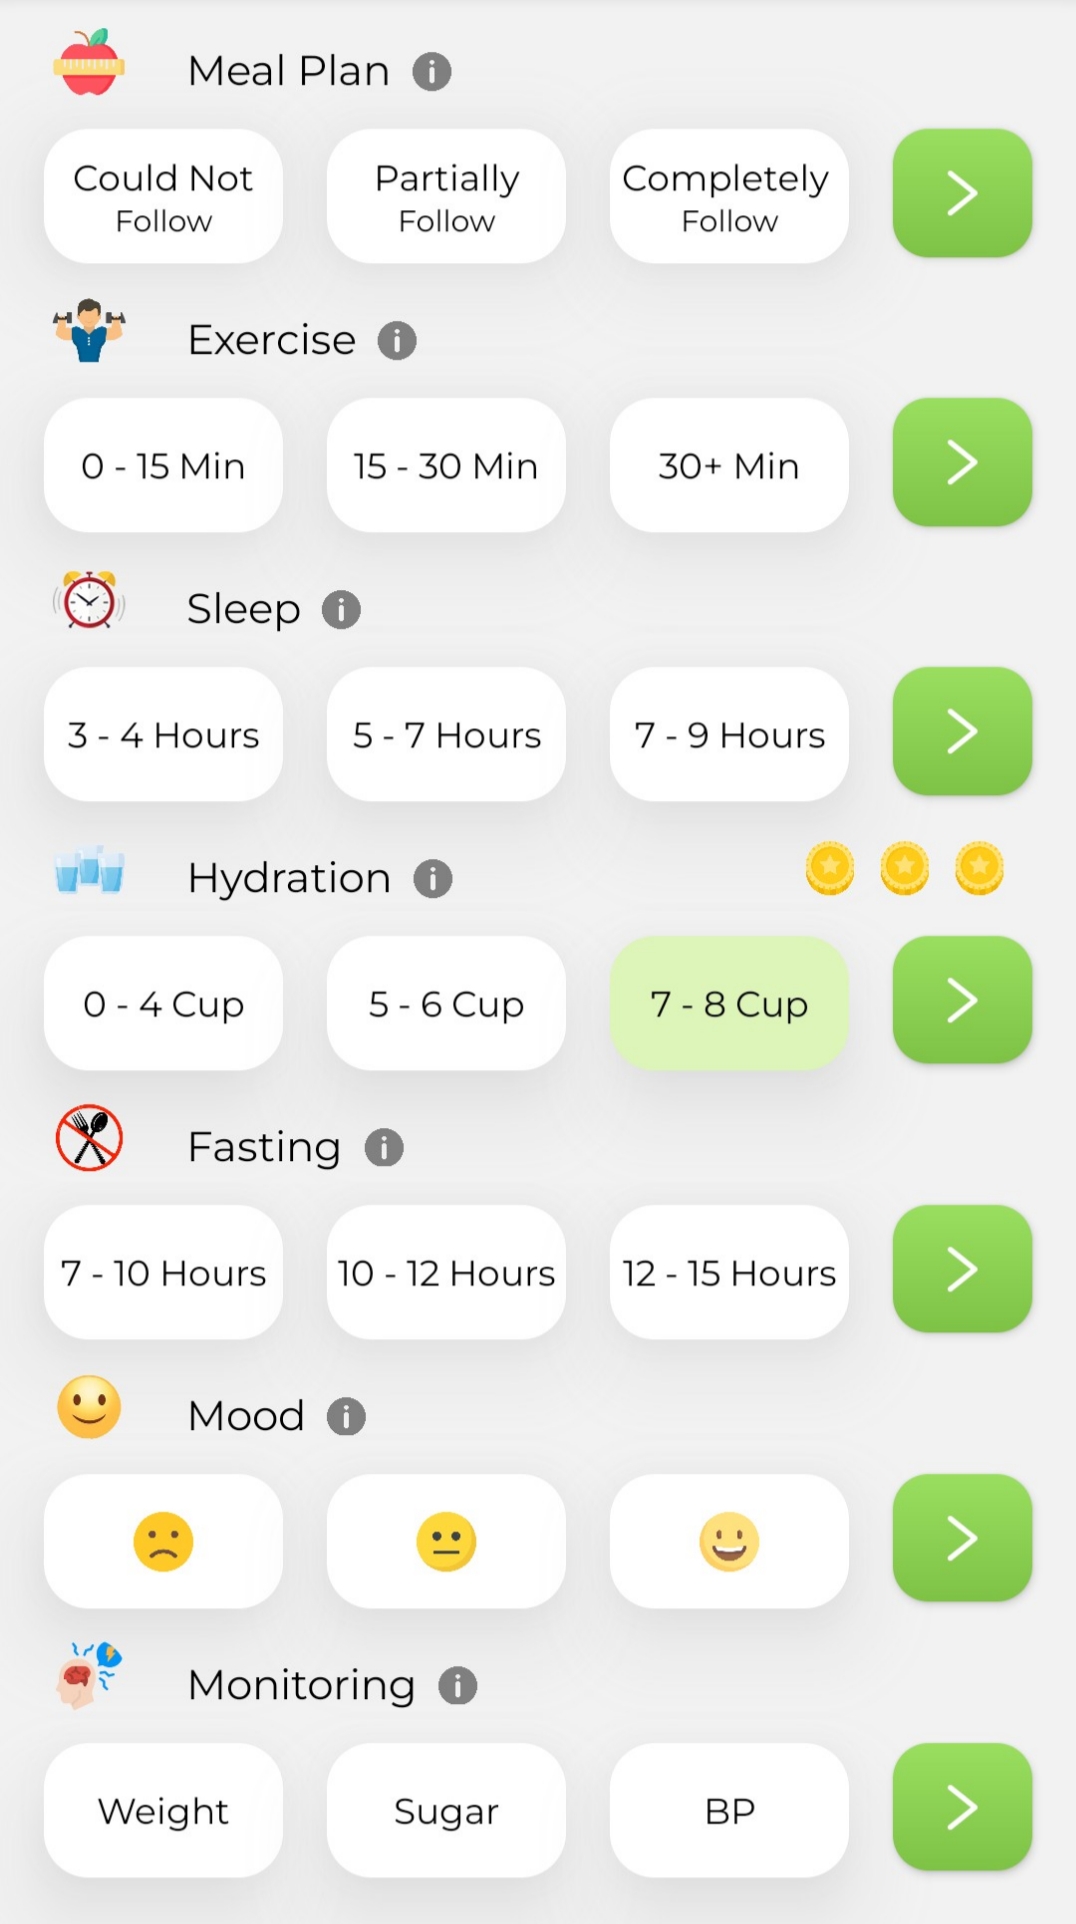 Meal Plan
Could Not
Follow
Partially
Follow
Completely
Follow
Exercise
0 - 15 Min
15 - 30 Min
30+ Min
Sleep
3 - 4 Hours
5 - 7 Hours
7 - 9 Hours
Hydration
0 - 4 Cup
5 - 6 Cup
7 - 8 Cup
Fasting
7 - 10 Hours
10 - 12 Hours
12 - 15 Hours
Mood
Monitoring
Weight
Sugar
BP